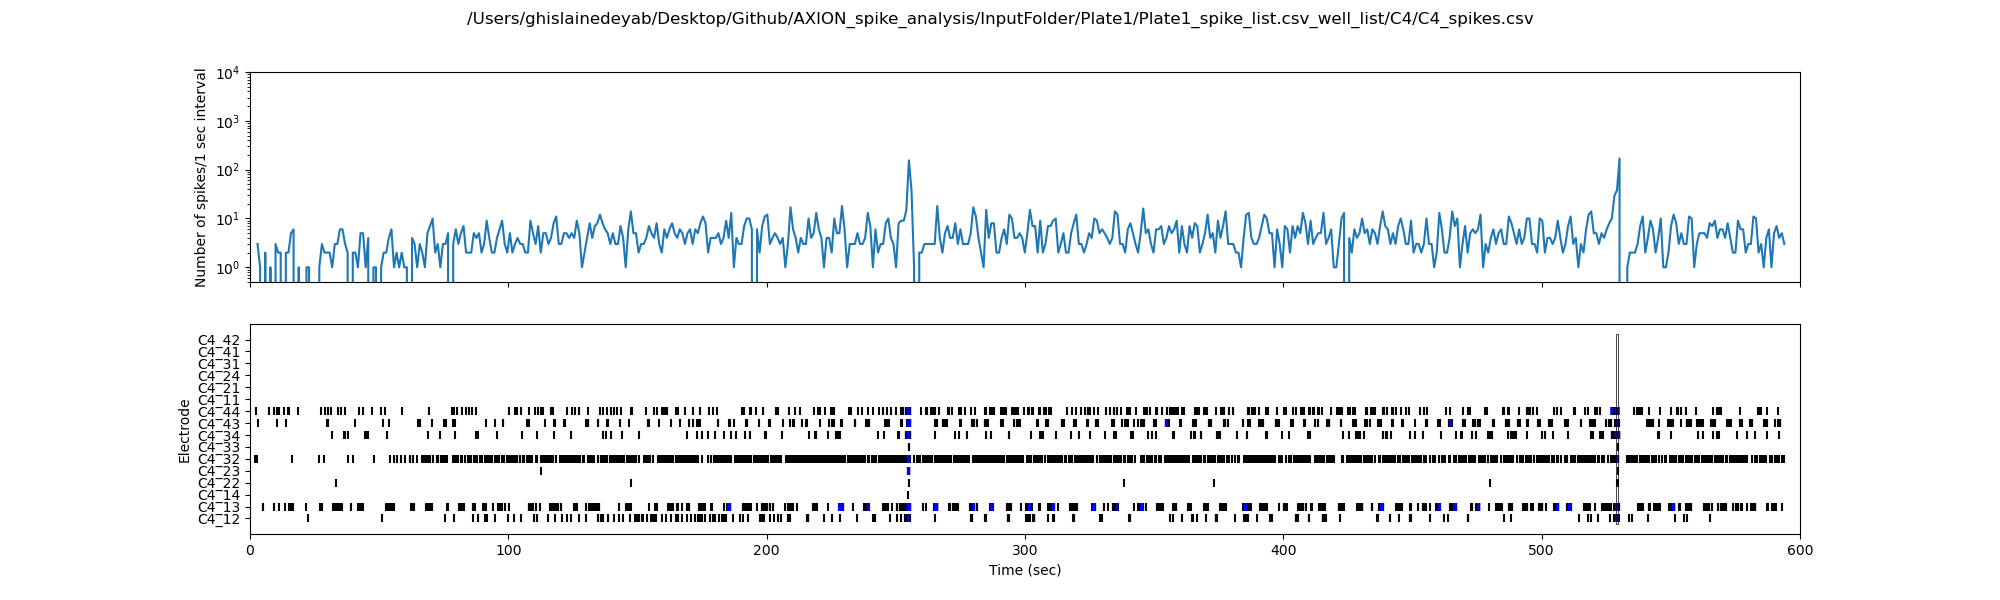 /Users/ghislainedeyab/Desktop/Github/AXION_spike_analysis/InputFolder/Plate1/Plate1_spike_list.csv_well_list/C4/C4_spikes.csv
Number of spikes/1 sec interval
10^4
10^3
10^2
10^1
10^0
Electrode
C4_42
C4_41
C4_31
C4_24
C4_21
C4_11
C4_44
C4_43
C4_34
C4_33
C4_32
C4_23
C4_22
C4_14
C4_13
C4_12
0 100 200 300 400 500 600
Time (sec)